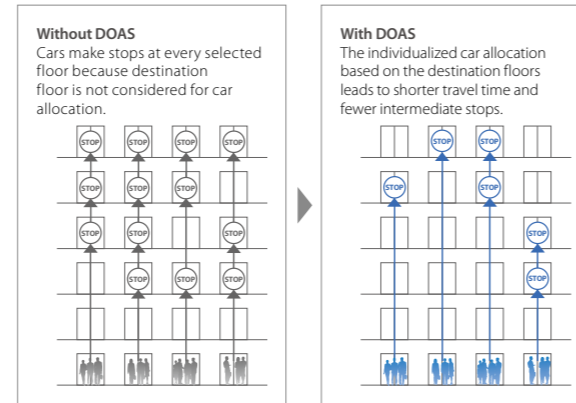 Without DOAS
Cars make stops at every selected
floor because destination
floor is not considered for car
allocation.
STOP STOP STOP STOP
STOP STOP STOP
STOP STOP STOP
STOP STOP STOP
With DOAS
The individualized car allocation
based on the destination floors
leads to shorter travel time and
fewer intermediate stops.
STOP STOP
STOP STOP
STOP
STOP